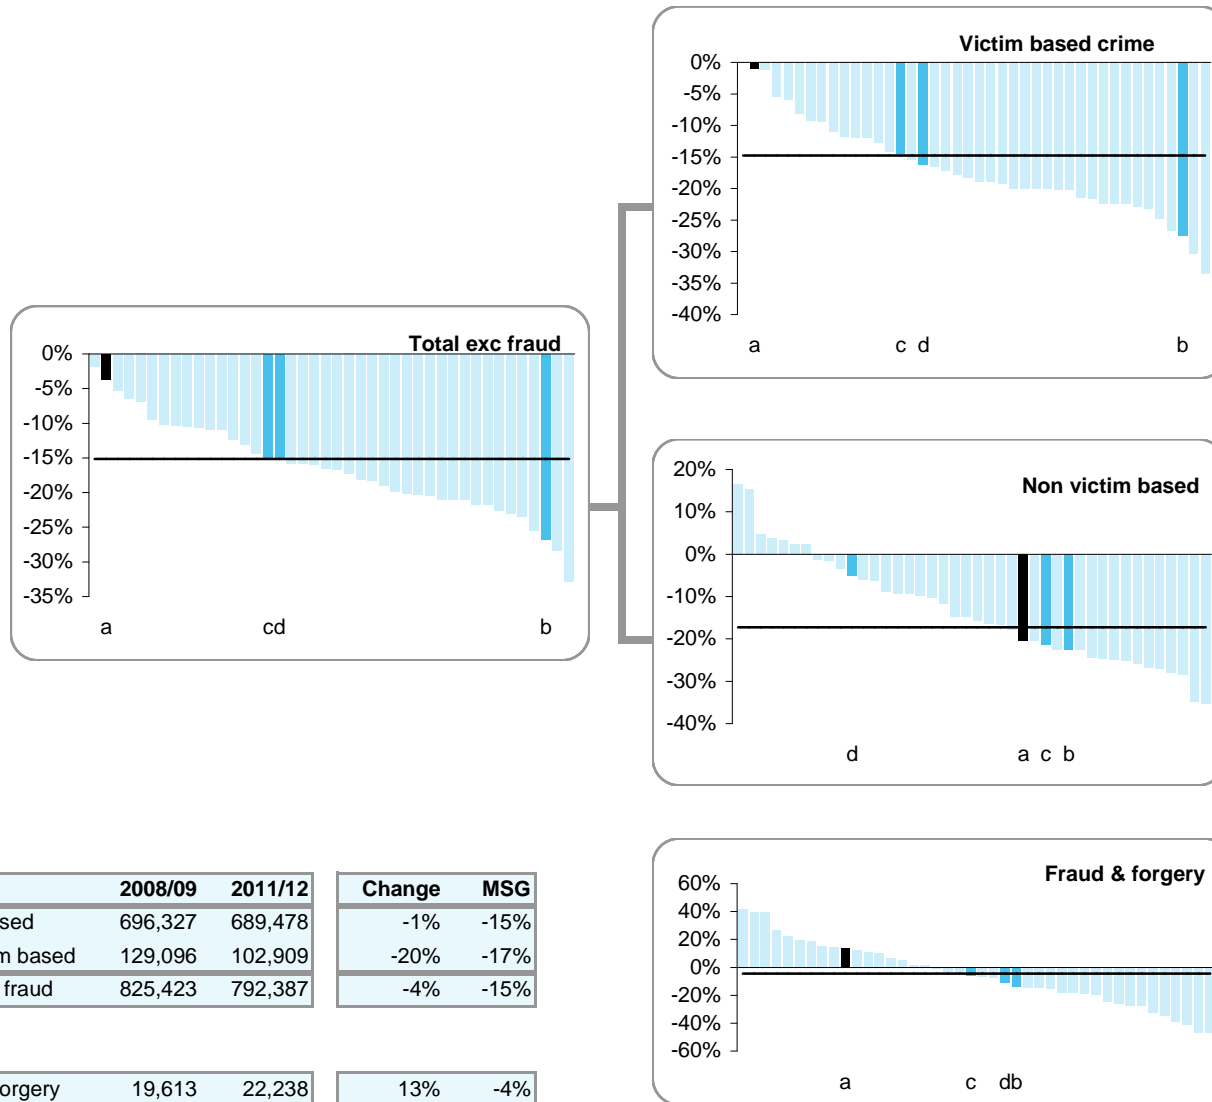 Victim based crime
0%
-5%
-10%
-15%
-20%
-25%
-30%
-35%
-40%
a c d b
Total exc fraud
0%
-5%
-10%
-15%
-20%
-25%
-30%
-35%
a cd b
Non victim based
20%
10%
0%
-10%
-20%
-30%
-40%
d a c b
Fraud & forgery
60%
40%
20%
0%
-20%
-40%
-60%
a c db
2008/09 2011/12 Change MSG
sed 696,327 689,478 -1% -15%
m based 129,096 102,909 -20% -17%
fraud 825,423 792,387 -4% -15%
orgery 19,613 22,238 13% -4%